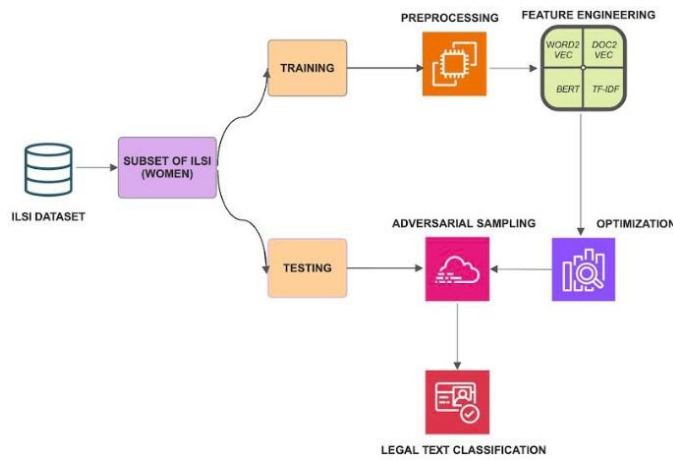 PREPROCESSING
FEATURE ENGINEERING
WORD2
VEC
DOC2
VEC
BERT
TF-IDF
TRAINING
SUBSET OF ILSI
(WOMEN)
ILSI DATASET
ADVERSARIAL SAMPLING
OPTIMIZATION
TESTING
LEGAL TEXT CLASSIFICATION